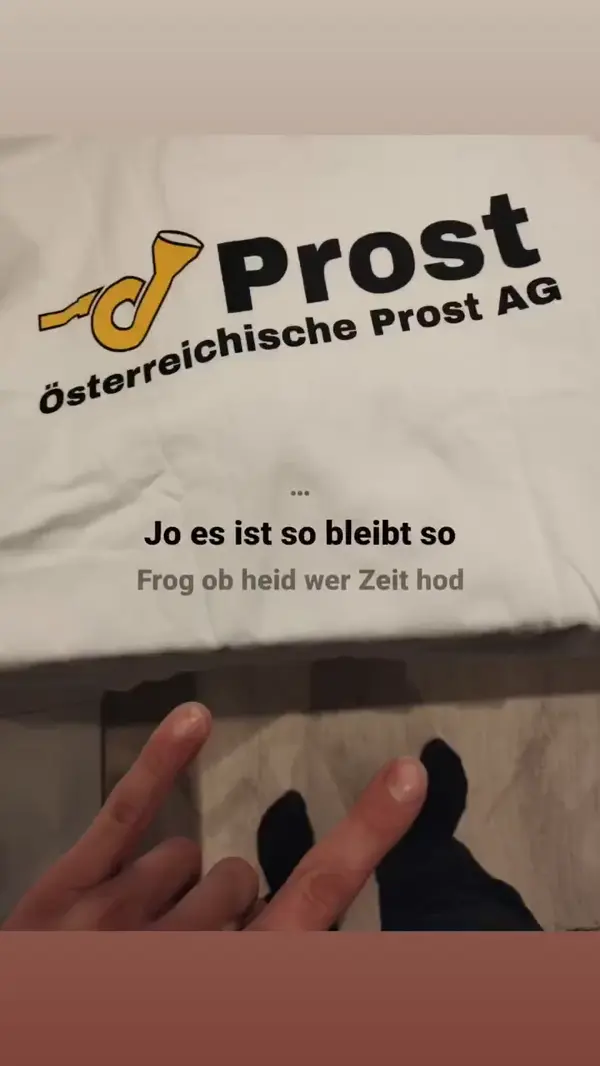 Prost
Österreichische Prost AG
...
Jo es ist so bleibt so
Frog ob heid wer Zeit hod